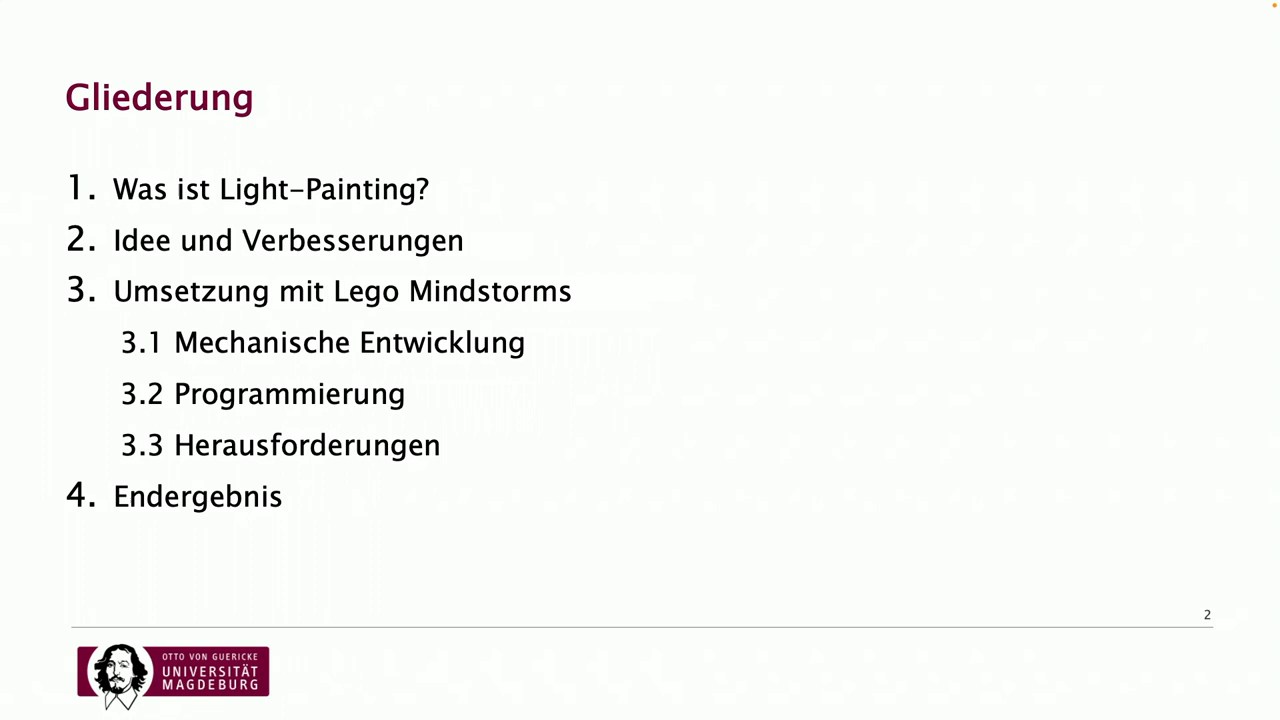 Gliederung
1. Was ist Light-Painting?
2. Idee und Verbesserungen
3. Umsetzung mit Lego Mindstorms
3.1 Mechanische Entwicklung
3.2 Programmierung
3.3 Herausforderungen
4. Endergebnis
2
OTTO VON GUERICKE
UNIVERSITÄT
MAGDEBURG